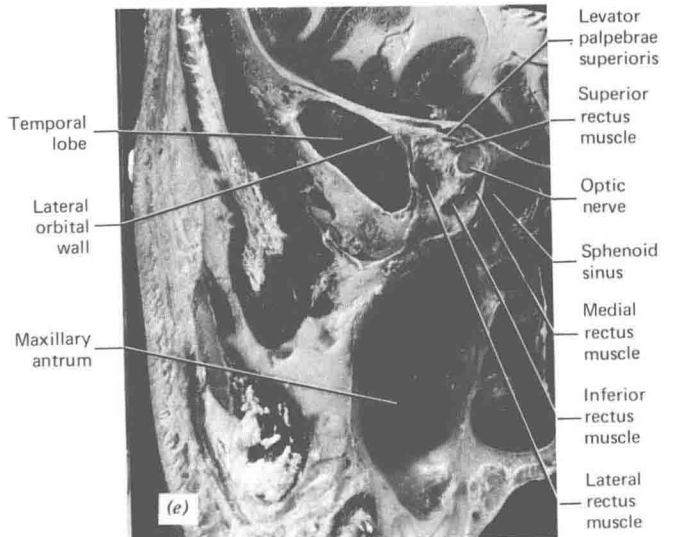 Temporal
lobe
Lateral
orbital
wall
Maxillary
antrum
(e)
Levator
palpebrae
superioris
Superior
rectus
muscle
Optic
nerve
Sphenoid
sinus
Medial
rectus
muscle
Inferior
rectus
muscle
Lateral
rectus
muscle